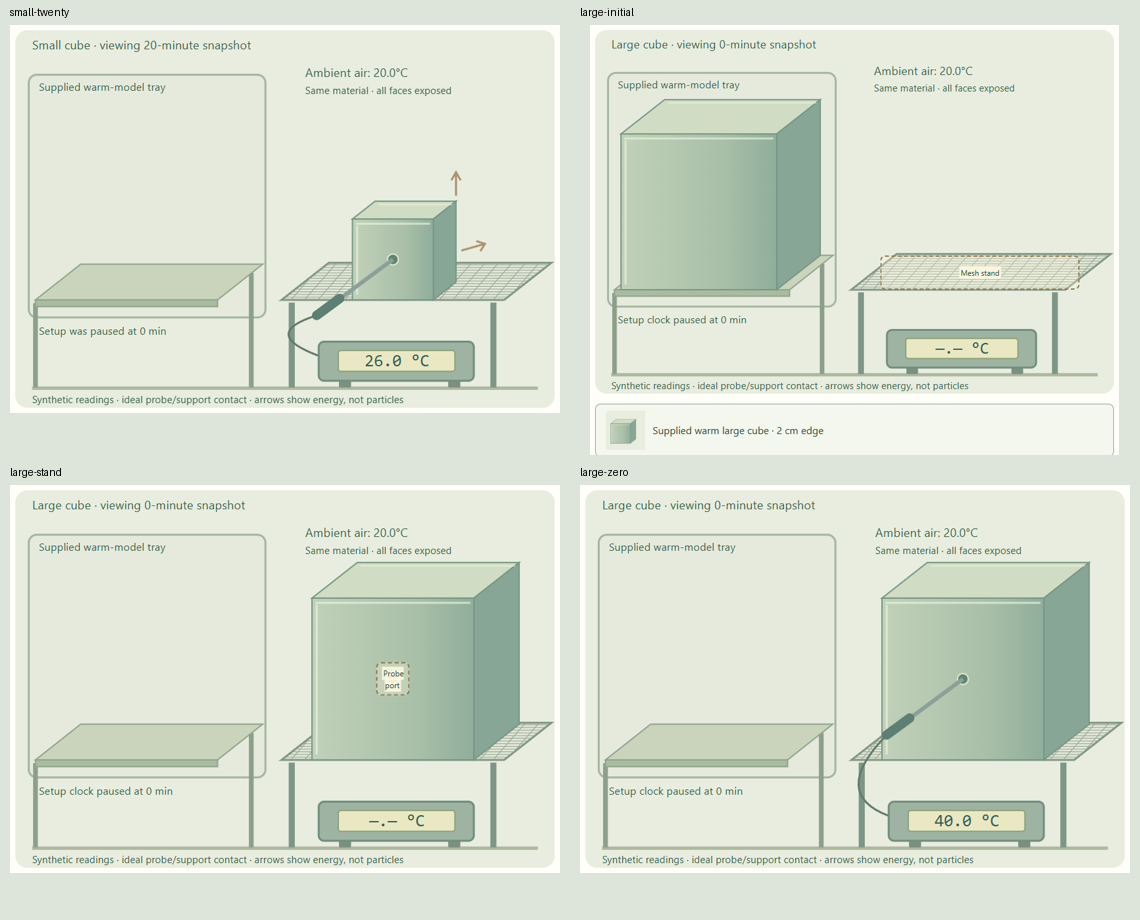 small-twenty
Small cube · viewing 20-minute snapshot
Supplied warm-model tray
Ambient air: 20.0°C
Same material · all faces exposed
Setup was paused at 0 min
26.0 °C
Synthetic readings · ideal probe/support contact · arrows show energy, not particles
large-initial
Large cube · viewing 0-minute snapshot
Supplied warm-model tray
Ambient air: 20.0°C
Same material · all faces exposed
Mesh stand
Setup clock paused at 0 min
—.— °C
Synthetic readings · ideal probe/support contact · arrows show energy, not particles
Supplied warm large cube · 2 cm edge
large-stand
Large cube · viewing 0-minute snapshot
Supplied warm-model tray
Ambient air: 20.0°C
Same material · all faces exposed
Probe
port
Setup clock paused at 0 min
—.— °C
Synthetic readings · ideal probe/support contact · arrows show energy, not particles
large-zero
Large cube · viewing 0-minute snapshot
Supplied warm-model tray
Ambient air: 20.0°C
Same material · all faces exposed
Setup clock paused at 0 min
40.0 °C
Synthetic readings · ideal probe/support contact · arrows show energy, not particles